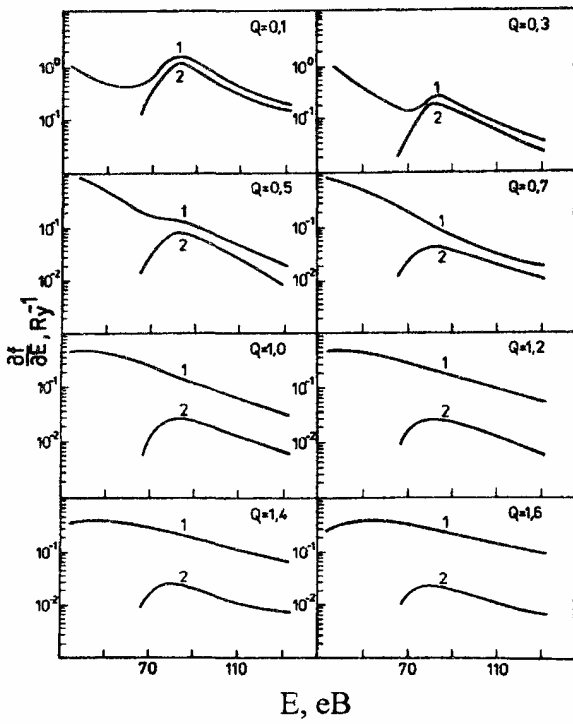 Q=0,1
Q=0,3
10⁰
10⁻¹
1
2
10⁰
10⁻¹
1
2
Q=0,5
Q=0,7
10⁻¹
10⁻²
1
2
10⁻¹
10⁻²
1
2
∂f/∂E, Ry⁻¹
Q=1,0
Q=1,2
10⁻¹
10⁻²
1
2
10⁻¹
10⁻²
1
2
Q=1,4
Q=1,6
10⁻¹
10⁻²
1
2
10⁻¹
10⁻²
1
2
70 110 70 110
E, eB